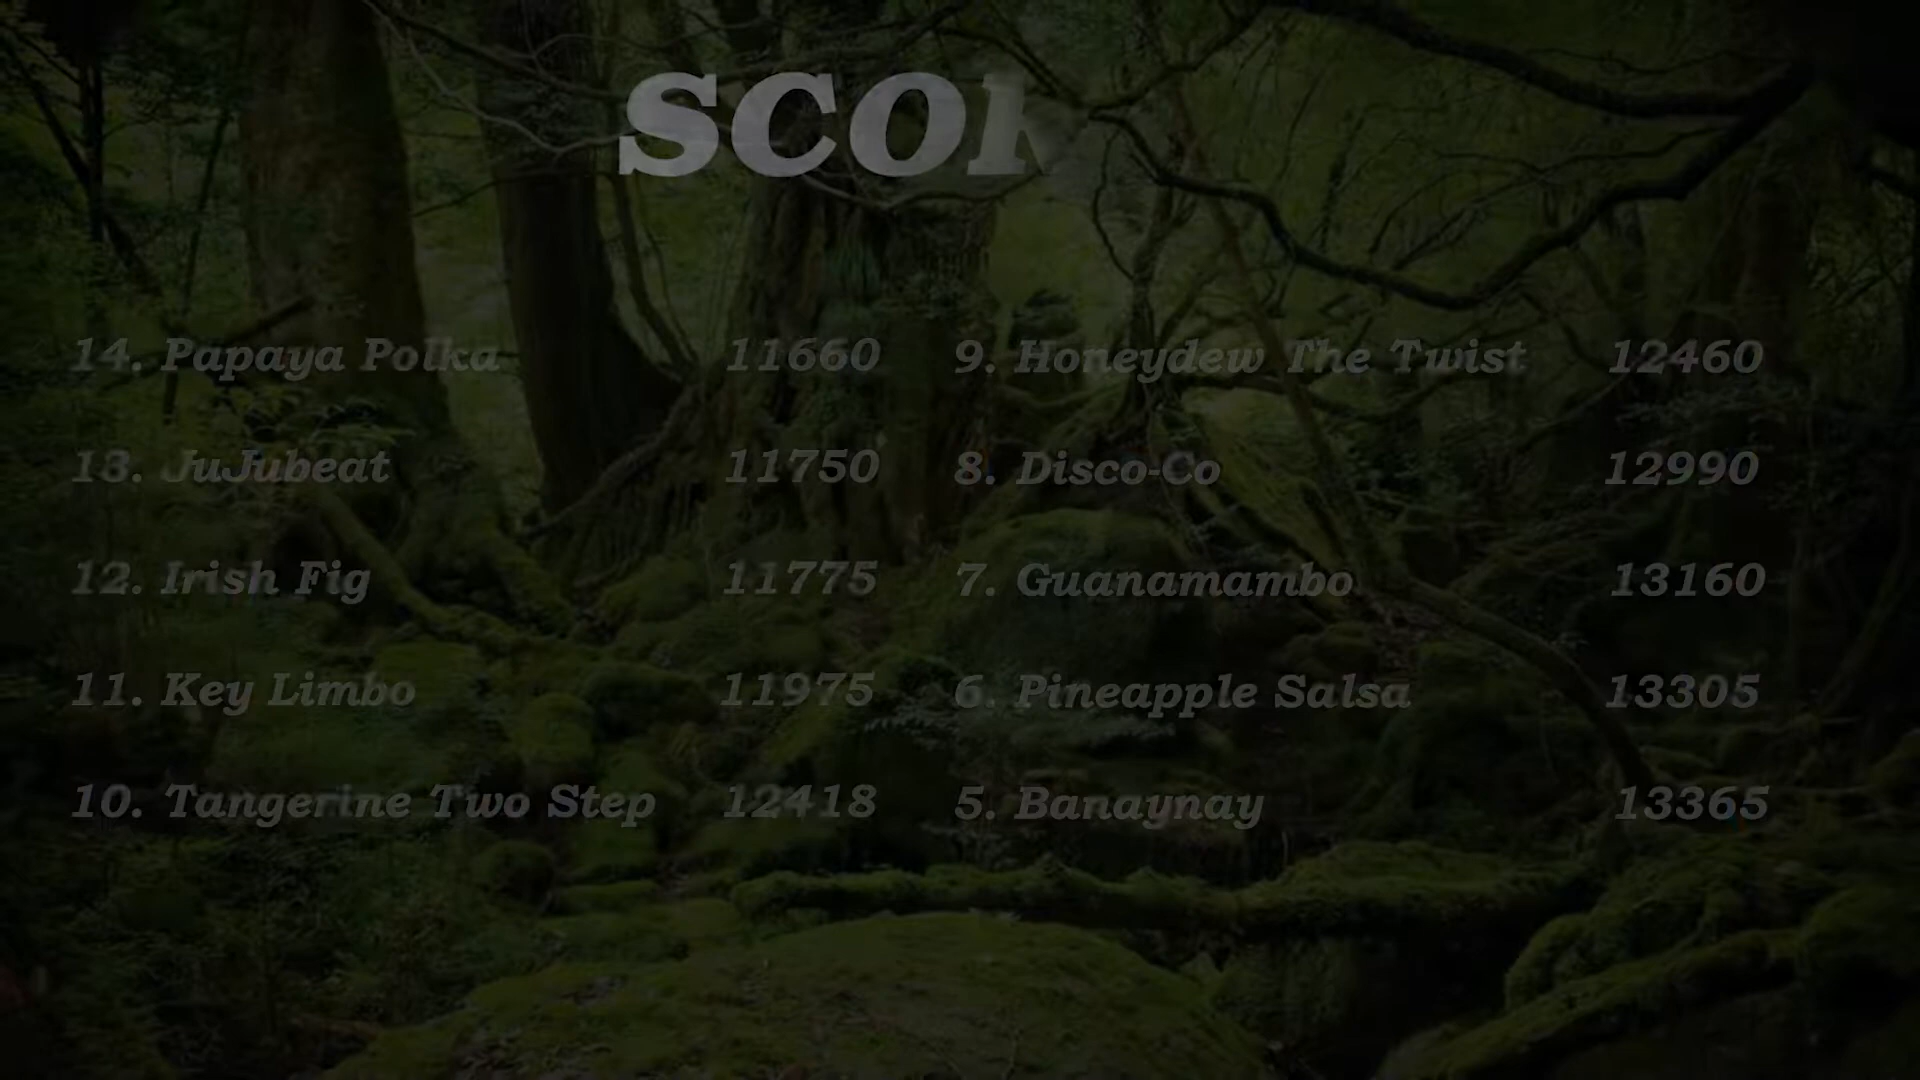 SCOR
14. Papaya Polka 11660
13. JuJubeat 11750
12. Irish Fig 11775
11. Key Limbo 11975
10. Tangerine Two Step 12418
9. Honeydew The Twist 12460
8. Disco-Co 12990
7. Guanamambo 13160
6. Pineapple Salsa 13305
5. Banaynay 13365